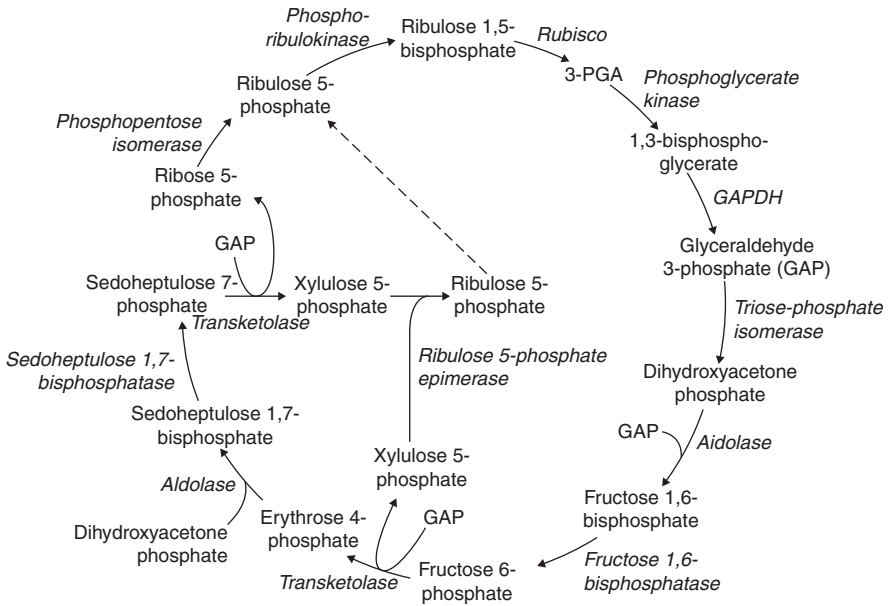 Phospho-
ribulokinase
Ribulose 1,5-
bisphosphate
Rubisco
3-PGA
Phosphoglycerate
kinase
1,3-bisphospho-
glycerate
GAPDH
Glyceraldehyde
3-phosphate (GAP)
Triose-phosphate
isomerase
Dihydroxyacetone
phosphate
GAP
Aidolase
Fructose 1,6-
bisphosphate
Fructose 1,6-
bisphosphatase
Fructose 6-
phosphate
GAP
Transketolase
Xylulose 5-
phosphate
Ribulose 5-phosphate
epimerase
Erythrose 4-
phosphate
Dihydroxyacetone
phosphate
Aldolase
Sedoheptulose 1,7-
bisphosphate
Sedoheptulose 1,7-
bisphosphatase
Sedoheptulose 7-
phosphate
GAP
Transketolase
Xylulose 5-
phosphate
Ribulose 5-
phosphate
Ribose 5-
phosphate
Phosphopentose
isomerase
Ribulose 5-
phosphate